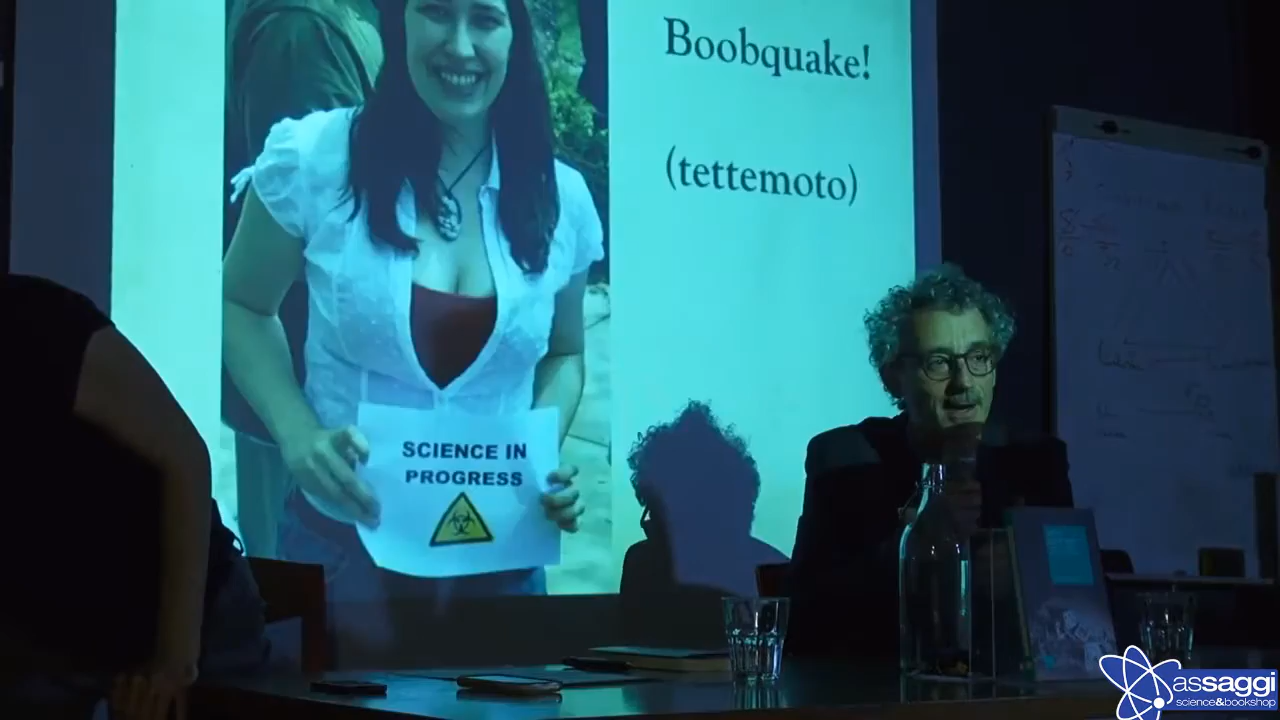 Boobquake!
(tettemoto)
SCIENCE IN
PROGRESS
assaggi
science&bookshop